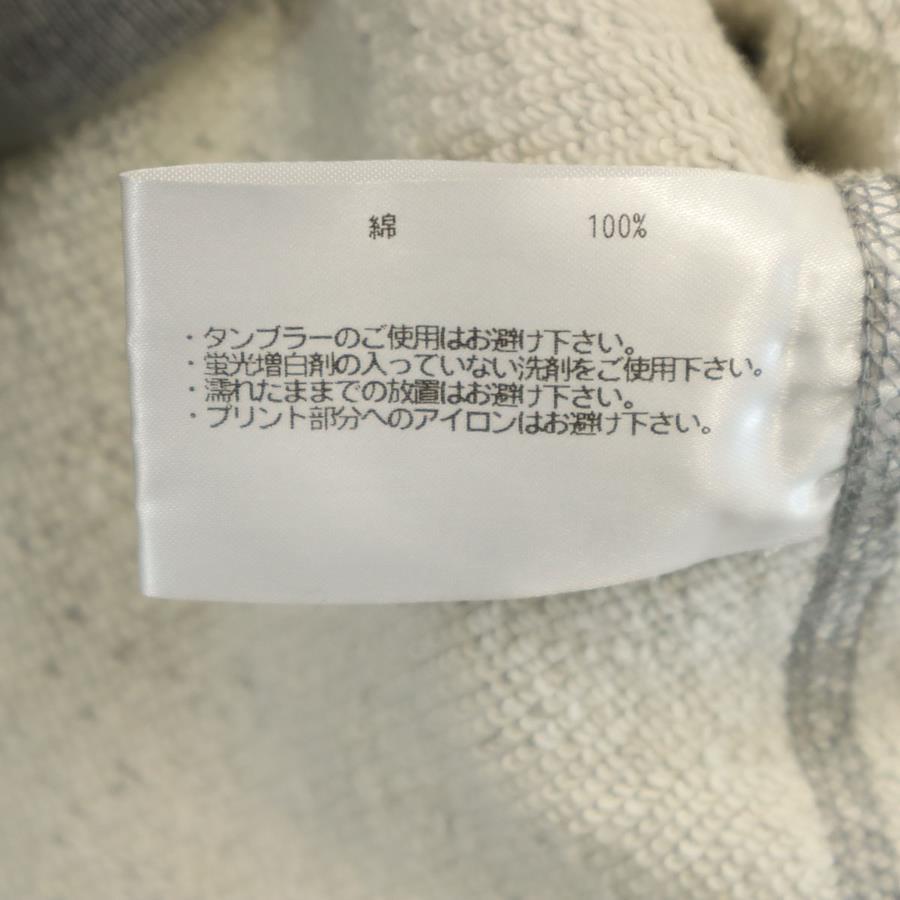 綿 100%
・タンブラーのご使用はお避け下さい。
・蛍光増白剤の入っていない洗剤をご使用下さい。
・濡れたままでの放置はお避け下さい。
・プリント部分へのアイロンはお避け下さい。